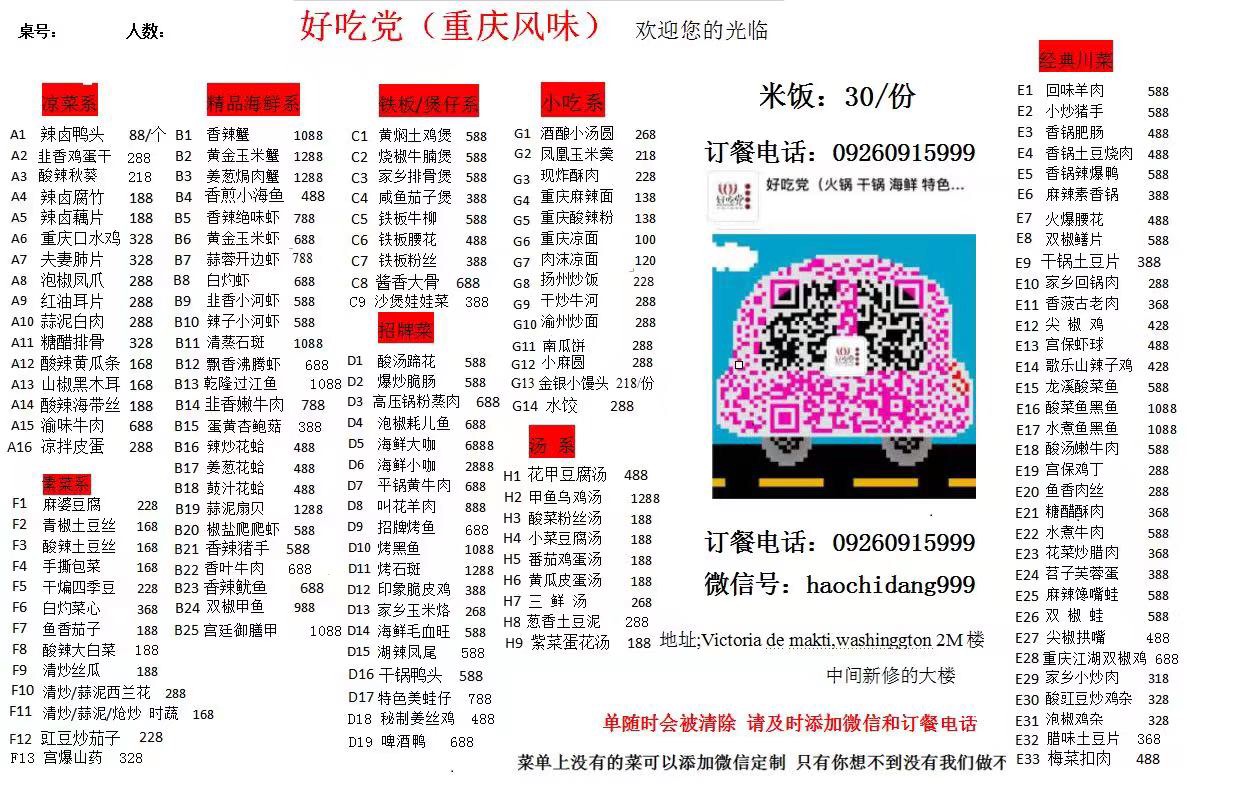 桌号：
人数：
好吃党（重庆风味）
欢迎您的光临
凉菜系
A1 辣卤鸭头 88/个
A2 韭香鸡蛋干 288
A3 酸辣秋葵 218
A4 辣卤腐竹 188
A5 辣卤藕片 188
A6 重庆口水鸡 328
A7 夫妻肺片 328
A8 泡椒凤爪 288
A9 红油耳片 288
A10 蒜泥白肉 288
A11 糖醋排骨 328
A12 酸辣黄瓜条 168
A13 山椒黑木耳 168
A14 酸辣海带丝 188
A15 渝味牛肉 688
A16 凉拌皮蛋 288
素菜系
F1 麻婆豆腐 228
F2 青椒土豆丝 168
F3 酸辣土豆丝 168
F4 手撕包菜 168
F5 干煸四季豆 228
F6 白灼菜心 368
F7 鱼香茄子 188
F8 酸辣大白菜 188
F9 清炒丝瓜 188
F10 清炒/蒜泥西兰花 288
F11 清炒/蒜泥/炝炒 时蔬 168
F12 豇豆炒茄子 228
F13 宫爆山药 328
精品海鲜系
B1 香辣蟹 1088
B2 黄金玉米蟹 1288
B3 姜葱焗肉蟹 1288
B4 香煎小海鱼 488
B5 香辣绝味虾 788
B6 黄金玉米虾 688
B7 蒜蓉开边虾 788
B8 白灼虾 688
B9 韭香小河虾 588
B10 辣子小河虾 588
B11 清蒸石斑 1088
B12 飘香沸腾虾 688
B13 乾隆过江鱼 1088
B14 韭香嫩牛肉 788
B15 蛋黄杏鲍菇 388
B16 辣炒花蛤 488
B17 姜葱花蛤 488
B18 鼓汁花蛤 488
B19 蒜泥扇贝 1288
B20 椒盐爬爬虾 588
B21 香辣猪手 588
B22 香叶牛肉 688
B23 香辣鱿鱼 688
B24 双椒甲鱼 988
B25 宫廷御膳甲 1088
铁板/煲仔系
C1 黄焖土鸡煲 588
C2 烧椒牛腩煲 588
C3 家乡排骨煲 588
C4 咸鱼茄子煲 388
C5 铁板牛柳 588
C6 铁板腰花 488
C7 铁板粉丝 388
C8 酱香大骨 688
C9 沙煲娃娃菜 388
招牌菜
D1 酸汤蹄花 588
D2 爆炒脆肠 588
D3 高压锅粉蒸肉 688
D4 泡椒耗儿鱼 688
D5 海鲜大咖 6888
D6 海鲜小咖 2888
D7 平锅黄牛肉 688
D8 叫花羊肉 888
D9 招牌烤鱼 688
D10 烤黑鱼 1088
D11 烤石斑 1288
D12 印象脆皮鸡 388
D13 家乡玉米烙 268
D14 海鲜毛血旺 588
D15 湖辣凤尾 588
D16 干锅鸭头 588
D17 特色美蛙仔 788
D18 秘制姜丝鸡 488
D19 啤酒鸭 688
小吃系
G1 酒酿小汤圆 268
G2 凤凰玉米羹 218
G3 现炸酥肉 228
G4 重庆麻辣面 138
G5 重庆酸辣粉 138
G6 重庆凉面 100
G7 肉沫凉面 120
G8 扬州炒饭 228
G9 干炒牛河 288
G10 渝州炒面 288
G11 南瓜饼 288
G12 小麻圆 288
G13 金银小馒头 218/份
G14 水饺 288
汤 系
H1 花甲豆腐汤 488
H2 甲鱼乌鸡汤 1288
H3 酸菜粉丝汤 188
H4 小菜豆腐汤 188
H5 番茄鸡蛋汤 188
H6 黄瓜皮蛋汤 188
H7 三 鲜 汤 268
H8 葱香土豆泥 288
H9 紫菜蛋花汤 188
米饭：30/份
订餐电话：09260915999
好吃党（火锅 干锅 海鲜 特色...
订餐电话：09260915999
微信号：haochidang999
地址;Victoria de makti,washinggton 2M 楼
中间新修的大楼
单随时会被清除 请及时添加微信和订餐电话
菜单上没有的菜可以添加微信定制 只有你想不到没有我们做不
经典川菜
E1 回味羊肉 588
E2 小炒猪手 588
E3 香锅肥肠 488
E4 香锅土豆烧肉 488
E5 香锅辣爆鸭 588
E6 麻辣素香锅 388
E7 火爆腰花 488
E8 双椒鳝片 588
E9 干锅土豆片 388
E10 家乡回锅肉 288
E11 香菠古老肉 368
E12 尖 椒 鸡 428
E13 宫保虾球 488
E14 歌乐山辣子鸡 428
E15 龙溪酸菜鱼 588
E16 酸菜鱼黑鱼 1088
E17 水煮鱼黑鱼 1088
E18 酸汤嫩牛肉 588
E19 宫保鸡丁 288
E20 鱼香肉丝 288
E21 糖醋酥肉 368
E22 水煮牛肉 588
E23 花菜炒腊肉 368
E24 苕子芙蓉蛋 388
E25 麻辣馋嘴蛙 588
E26 双 椒 蛙 588
E27 尖椒拱嘴 488
E28 重庆江湖双椒鸡 688
E29 家乡小炒肉 318
E30 酸豇豆炒鸡杂 328
E31 泡椒鸡杂 328
E32 腊味土豆片 368
E33 梅菜扣肉 488